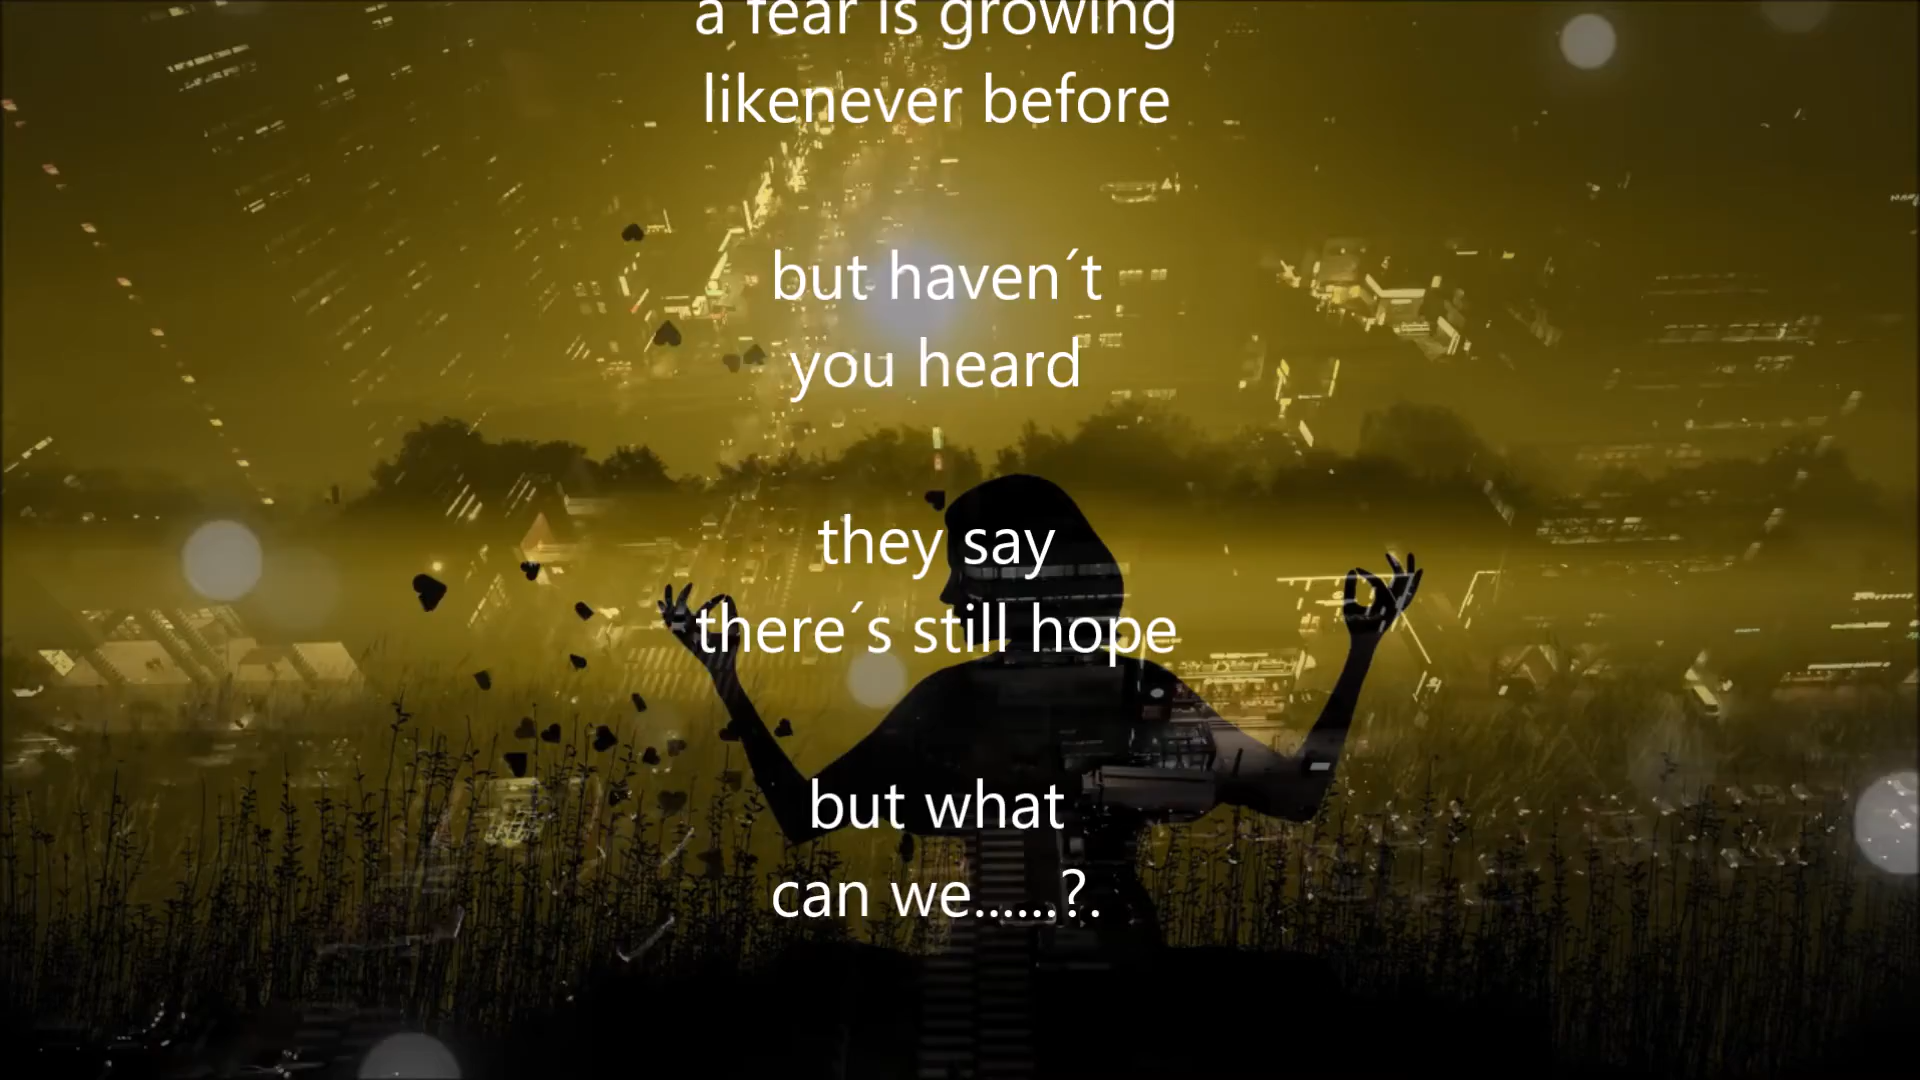 a fear is growing
likenever before
but haven´t
you heard
they say
there´s still hope
but what
can we......?.